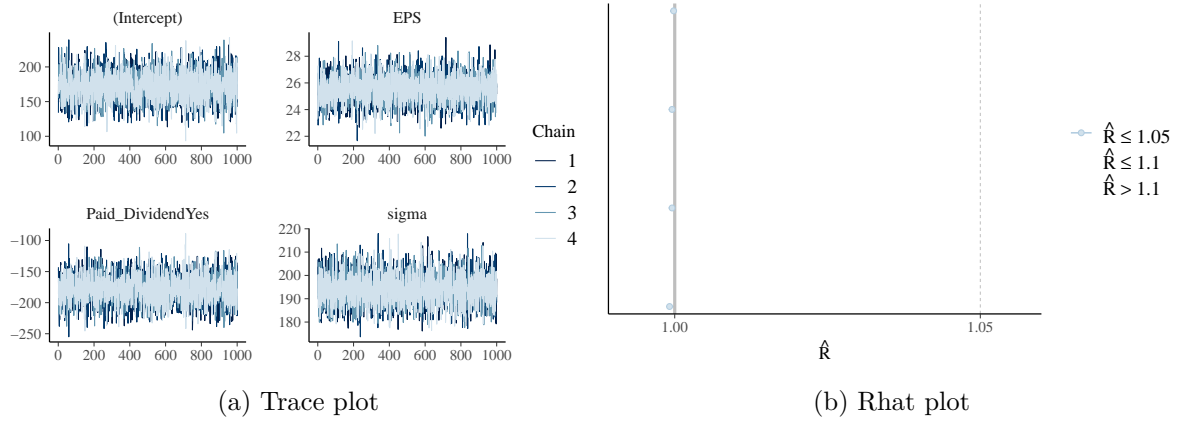 (Intercept)
EPS
200
150
100
28
26
24
22
0 200 400 600 800 1000
0 200 400 600 800 1000
Paid_DividendYes
sigma
−100
−150
−200
−250
220
210
200
190
180
0 200 400 600 800 1000
0 200 400 600 800 1000
Chain
1
2
3
4
(a) Trace plot
1.00
1.05
R̂
R̂ ≤ 1.05
R̂ ≤ 1.1
R̂ > 1.1
(b) Rhat plot